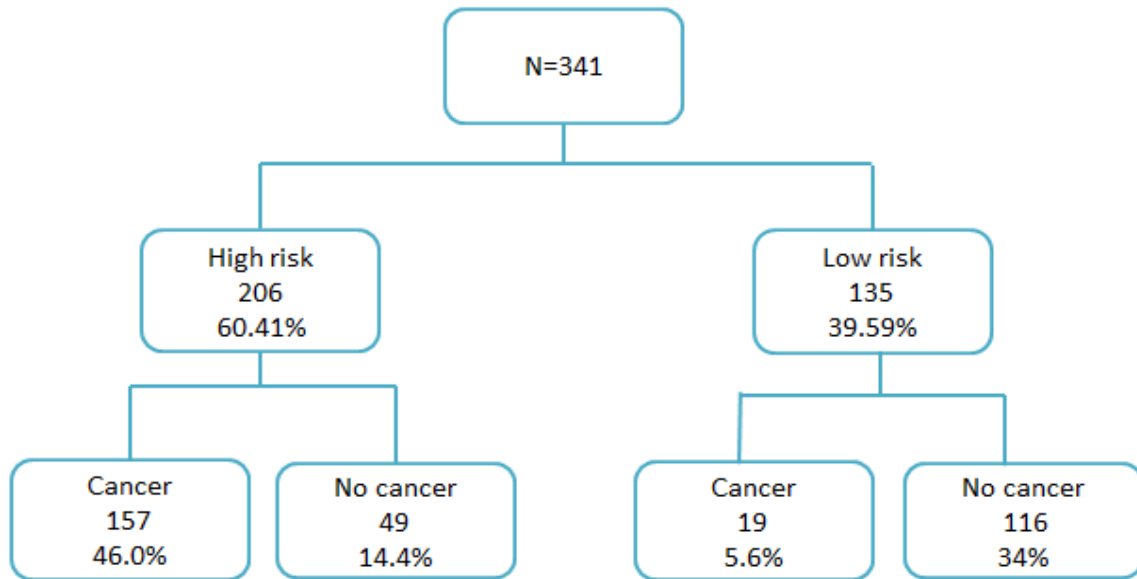 N=341
High risk
206
60.41%
Low risk
135
39.59%
Cancer
157
46.0%
No cancer
49
14.4%
Cancer
19
5.6%
No cancer
116
34%